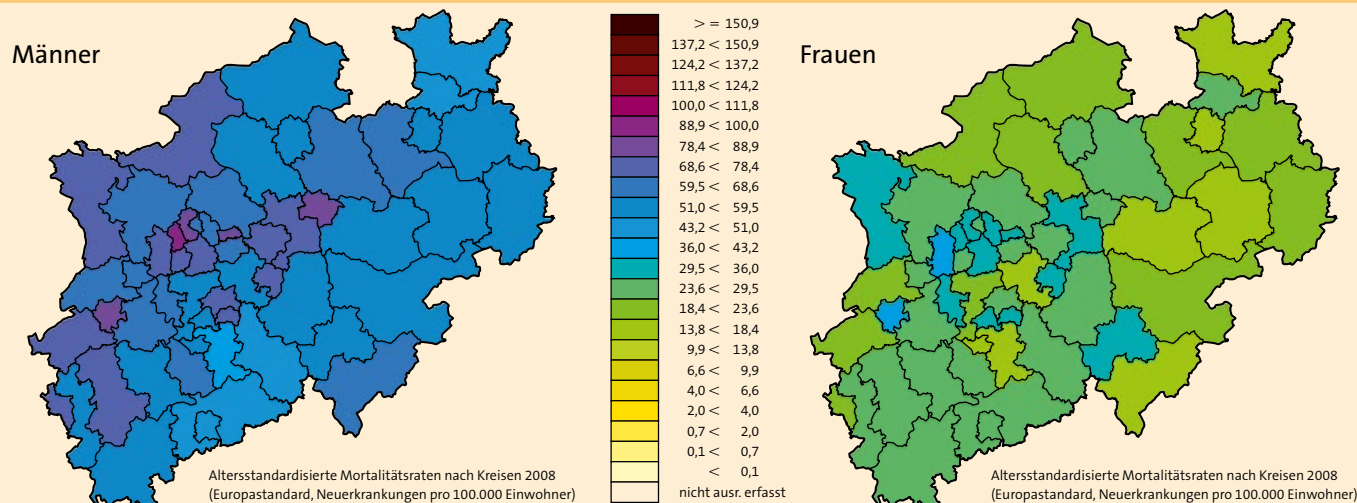 Männer
> = 150,9
137,2 < 150,9
124,2 < 137,2
111,8 < 124,2
100,0 < 111,8
88,9 < 100,0
78,4 < 88,9
68,6 < 78,4
59,5 < 68,6
51,0 < 59,5
43,2 < 51,0
36,0 < 43,2
29,5 < 36,0
23,6 < 29,5
18,4 < 23,6
13,8 < 18,4
9,9 < 13,8
6,6 < 9,9
4,0 < 6,6
2,0 < 4,0
0,7 < 2,0
0,1 < 0,7
< 0,1
nicht ausr. erfasst
Altersstandardisierte Mortalitätsraten nach Kreisen 2008
(Europastandard, Neuerkrankungen pro 100.000 Einwohner)
Frauen
Altersstandardisierte Mortalitätsraten nach Kreisen 2008
(Europastandard, Neuerkrankungen pro 100.000 Einwohner)